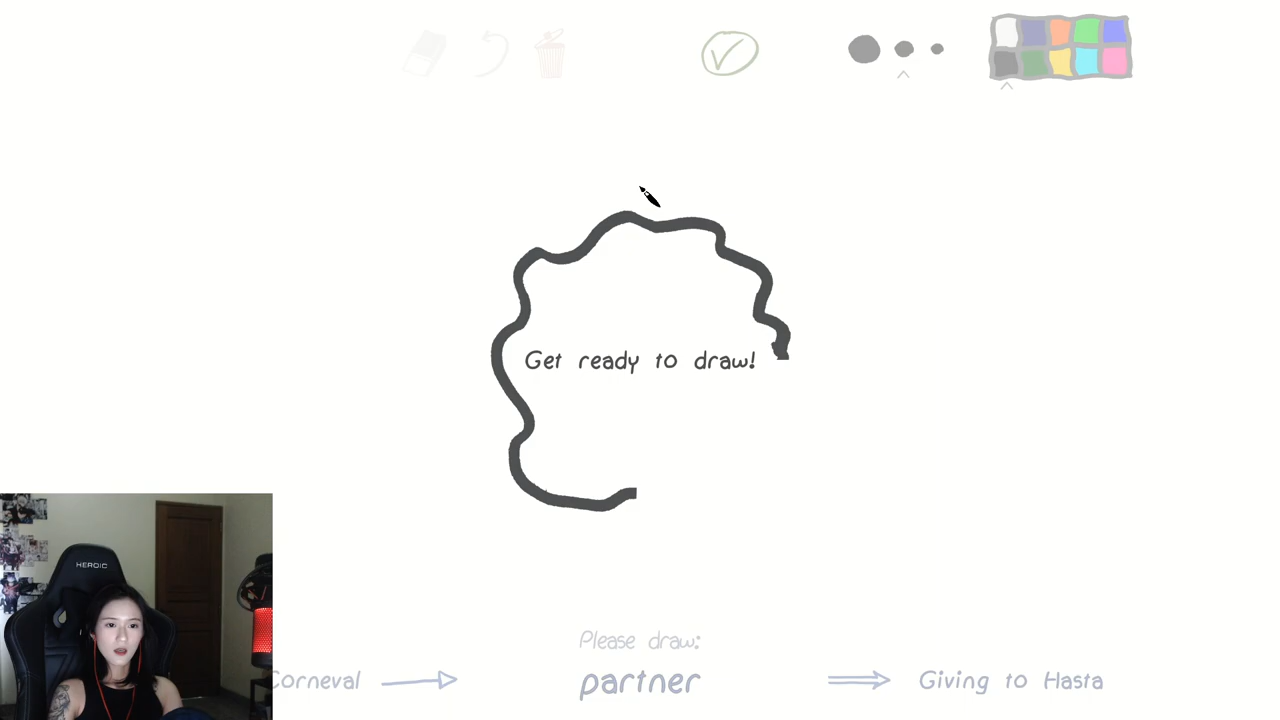 Get ready to draw!
HEROIC
Please draw:
Corneval
partner
Giving to Hasta